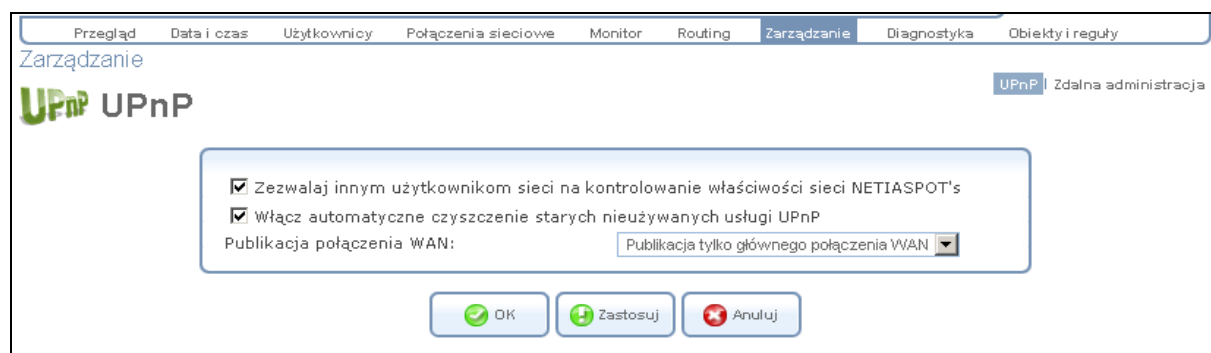 Przegląd Data i czas Użytkownicy Połączenia sieciowe Monitor Routing Zarządzanie Diagnostyka Obiekty i reguły
Zarządzanie
UPnP | Zdalna administracja
UPnP UPnP
Zezwalaj innym użytkownikom sieci na kontrolowanie właściwości sieci NETIASPOT's
Włącz automatyczne czyszczenie starych nieużywanych usługi UPnP
Publikacja połączenia WAN: Publikacja tylko głównego połączenia WAN
OK Zastosuj Anuluj